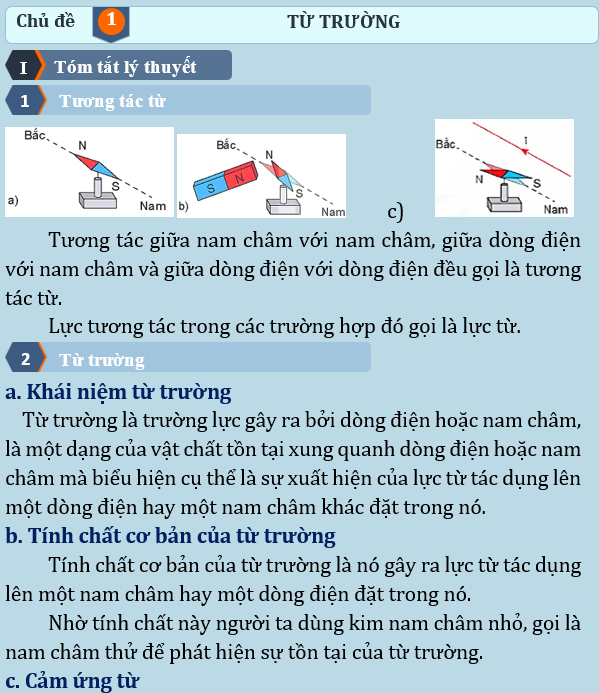 Chủ đề 1 TỪ TRƯỜNG
I Tóm tắt lý thuyết
1 Tương tác từ
Bắc N S Nam a)
Bắc N S N S Nam b)
c) Bắc I N S Nam
Tương tác giữa nam châm với nam châm, giữa dòng điện
với nam châm và giữa dòng điện với dòng điện đều gọi là tương
tác từ.
Lực tương tác trong các trường hợp đó gọi là lực từ.
2 Từ trường
a. Khái niệm từ trường
Từ trường là trường lực gây ra bởi dòng điện hoặc nam châm,
là một dạng của vật chất tồn tại xung quanh dòng điện hoặc nam
châm mà biểu hiện cụ thể là sự xuất hiện của lực từ tác dụng lên
một dòng điện hay một nam châm khác đặt trong nó.
b. Tính chất cơ bản của từ trường
Tính chất cơ bản của từ trường là nó gây ra lực từ tác dụng
lên một nam châm hay một dòng điện đặt trong nó.
Nhờ tính chất này người ta dùng kim nam châm nhỏ, gọi là
nam châm thử để phát hiện sự tồn tại của từ trường.
c. Cảm ứng từ